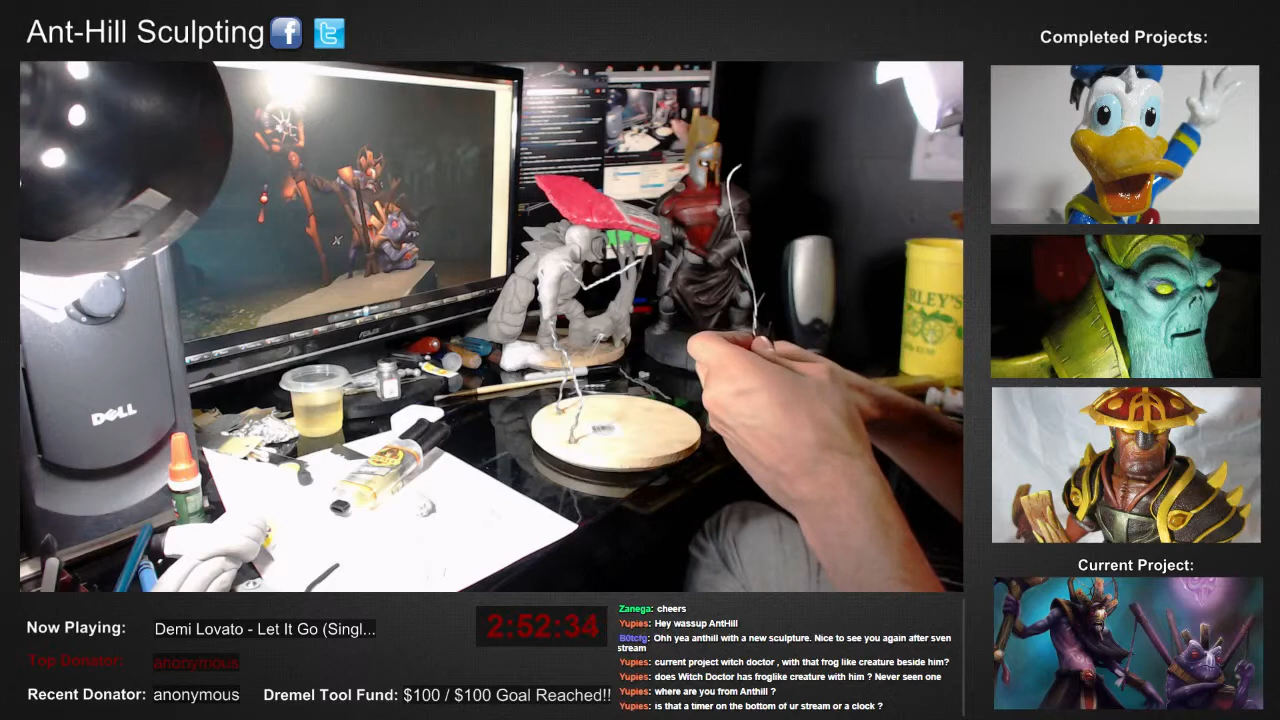 Ant-Hill Sculpting
Completed Projects:
DELL
ASUS
Current Project:
Now Playing: Demi Lovato - Let It Go (Singl...
Top Donator: anonymous
Recent Donator: anonymous
Dremel Tool Fund: $100 / $100 Goal Reached!!
2:52:34
Zanega: cheers
Yupies: Hey wassup AntHill
B0tcfg: Ohh yea anthill with a new sculpture. Nice to see you again after sven
stream
Yupies: current project witch doctor , with that frog like creature beside him?
Yupies: does Witch Doctor has froglike creature with him ? Never seen one
Yupies: where are you from Anthill ?
Yupies: is that a timer on the bottom of ur stream or a clock ?